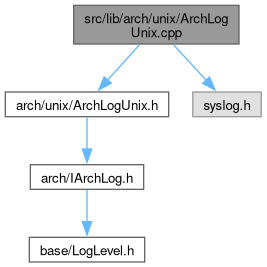 src/lib/arch/unix/ArchLog
Unix.cpp
arch/unix/ArchLogUnix.h
syslog.h
arch/IArchLog.h
base/LogLevel.h